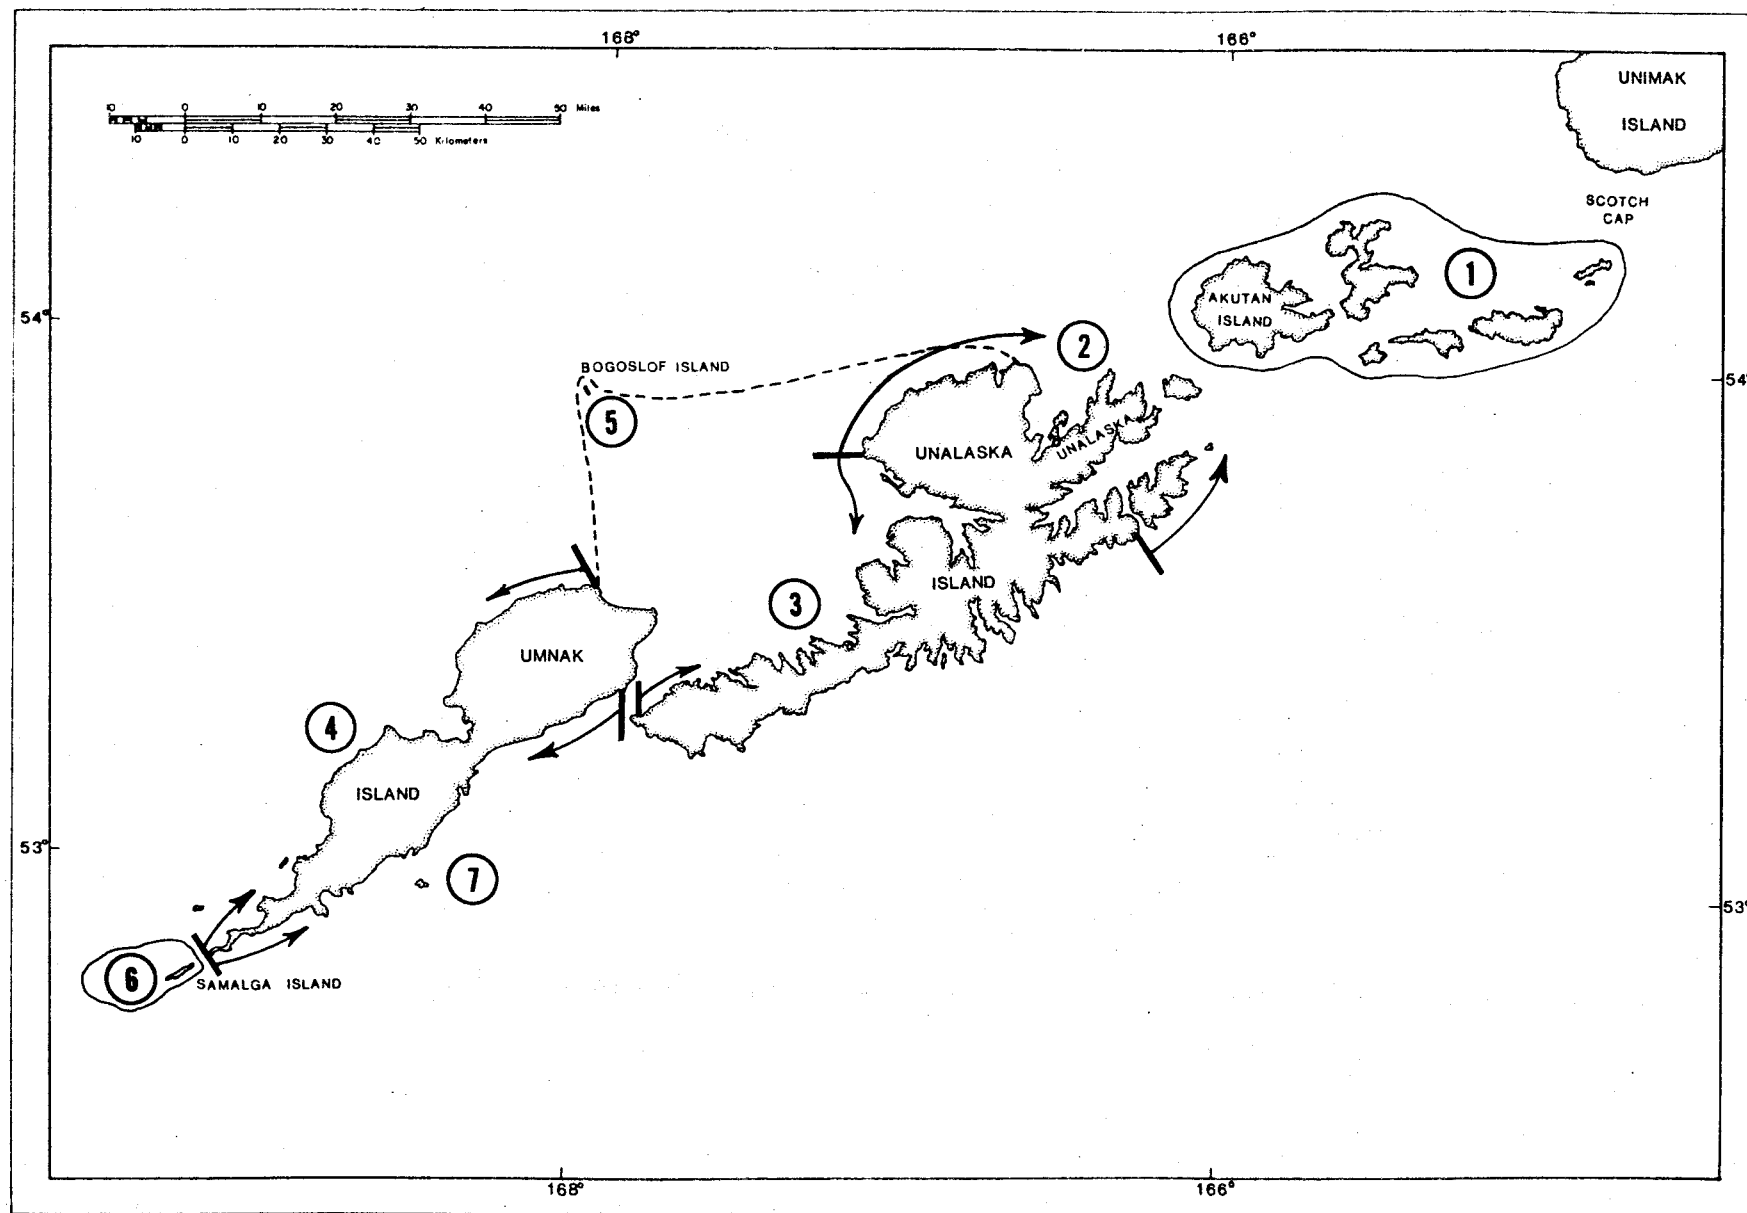 168°
166°
UNIMAK
ISLAND
10 0 10 20 30 40 50 Miles
10 0 10 20 30 40 50 Kilometers
SCOTCH
CAP
1
AKUTAN
ISLAND
54°
2
BOGOSLOF ISLAND
54°
5
UNALASKA
UNALASKA
ISLAND
3
UMNAK
4
ISLAND
53°
7
53°
6
SAMALGA ISLAND
168°
166°